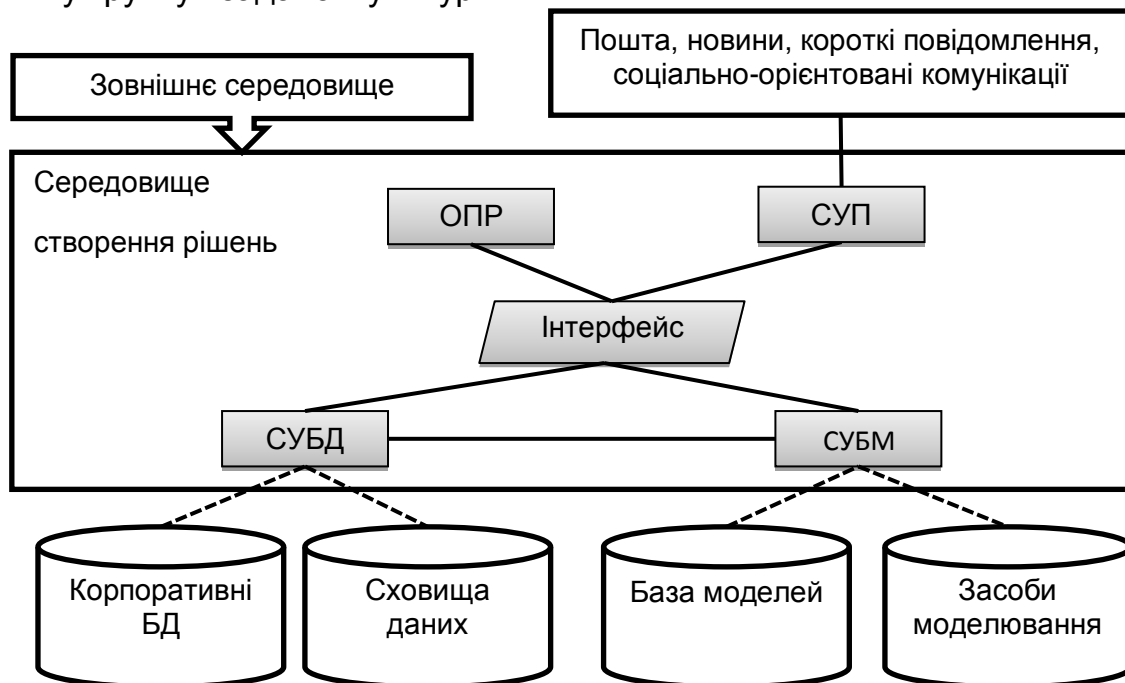 Пошта, новини, короткі повідомлення,
соціально-орієнтовані комунікації
Зовнішнє середовище
Середовище
створення рішень
ОПР
СУП
Інтерфейс
СУБД
СУБМ
Корпоративні
БД
Сховища
даних
База моделей
Засоби
моделювання